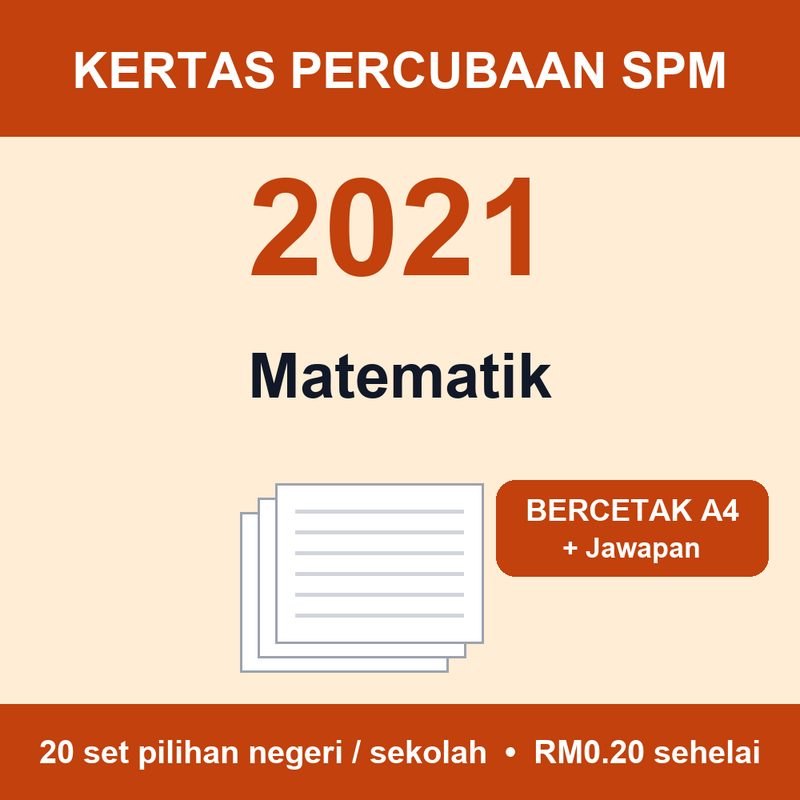 KERTAS PERCUBAAN SPM
2021
Matematik
BERCETAK A4
+ Jawapan
20 set pilihan negeri / sekolah • RM0.20 sehelai